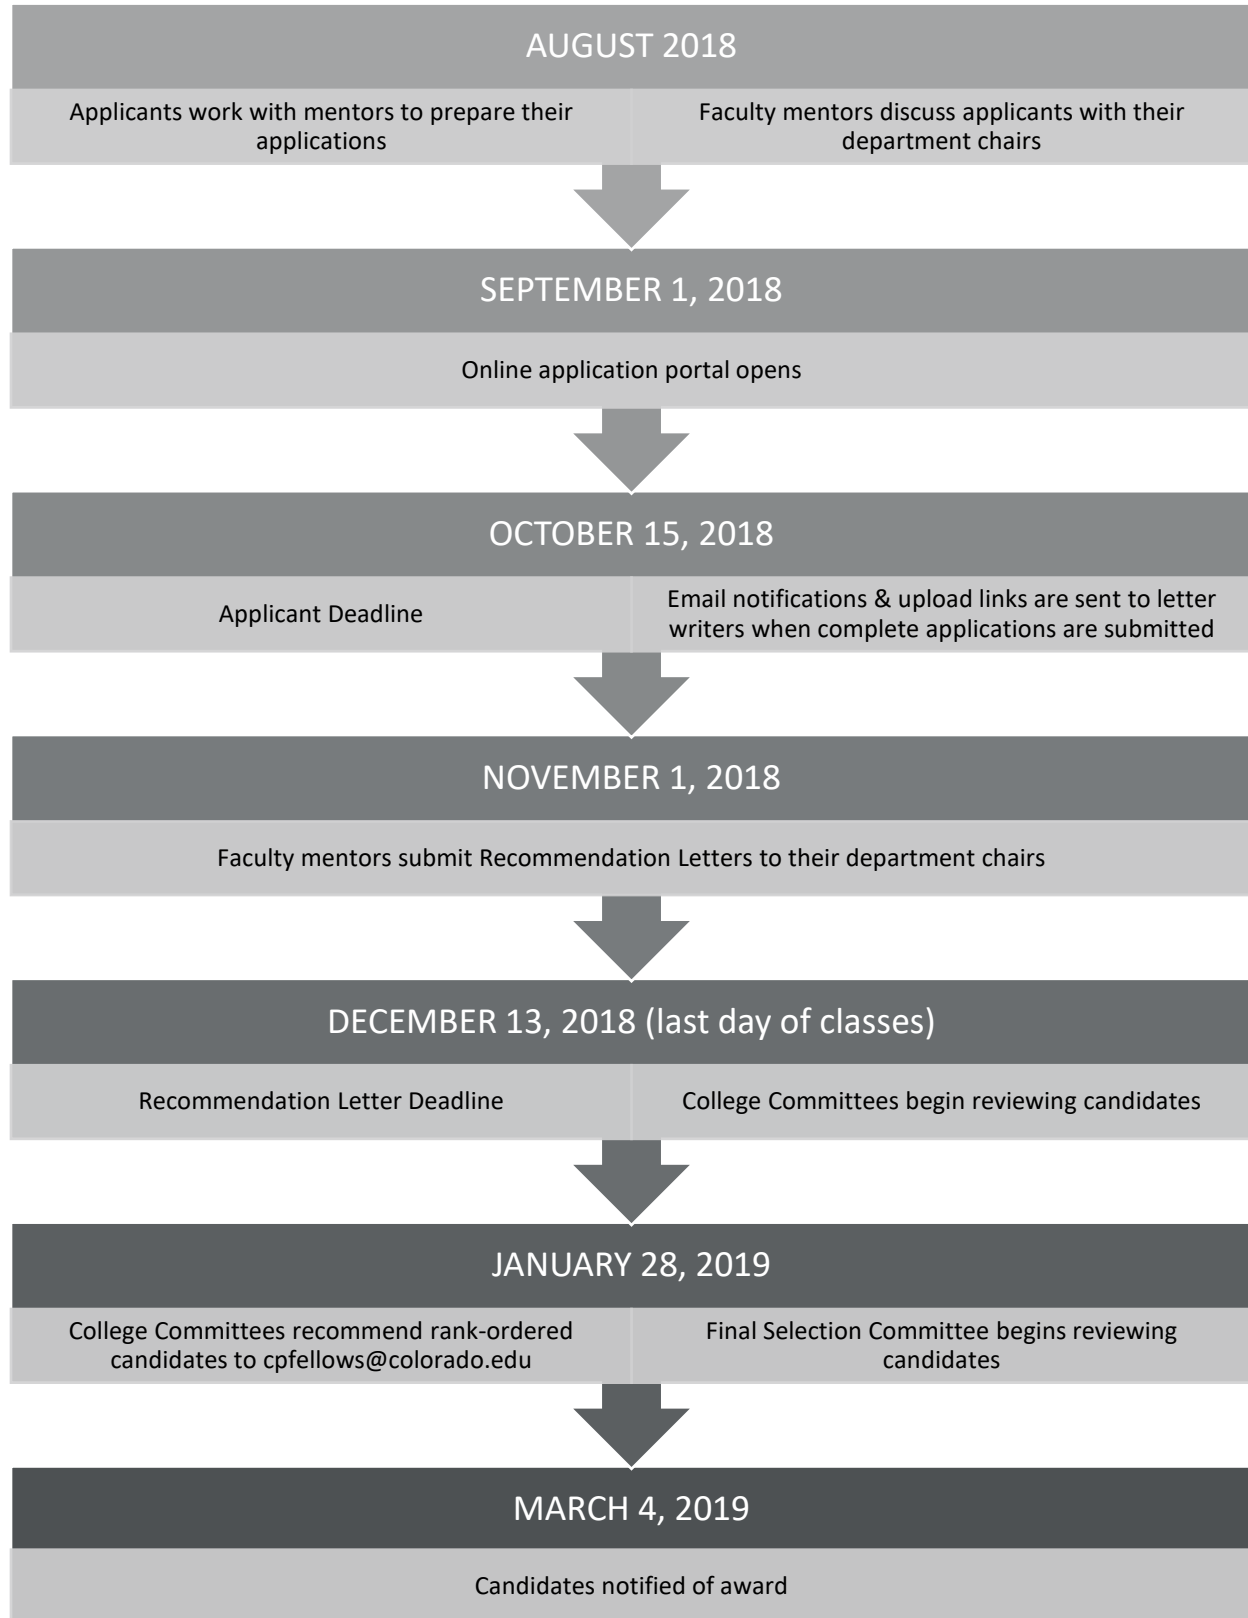 AUGUST 2018
Applicants work with mentors to prepare their
applications
Faculty mentors discuss applicants with their
department chairs
SEPTEMBER 1, 2018
Online application portal opens
OCTOBER 15, 2018
Applicant Deadline
Email notifications & upload links are sent to letter
writers when complete applications are submitted
NOVEMBER 1, 2018
Faculty mentors submit Recommendation Letters to their department chairs
DECEMBER 13, 2018 (last day of classes)
Recommendation Letter Deadline
College Committees begin reviewing candidates
JANUARY 28, 2019
College Committees recommend rank-ordered
candidates to cpfellows@colorado.edu
Final Selection Committee begins reviewing
candidates
MARCH 4, 2019
Candidates notified of award